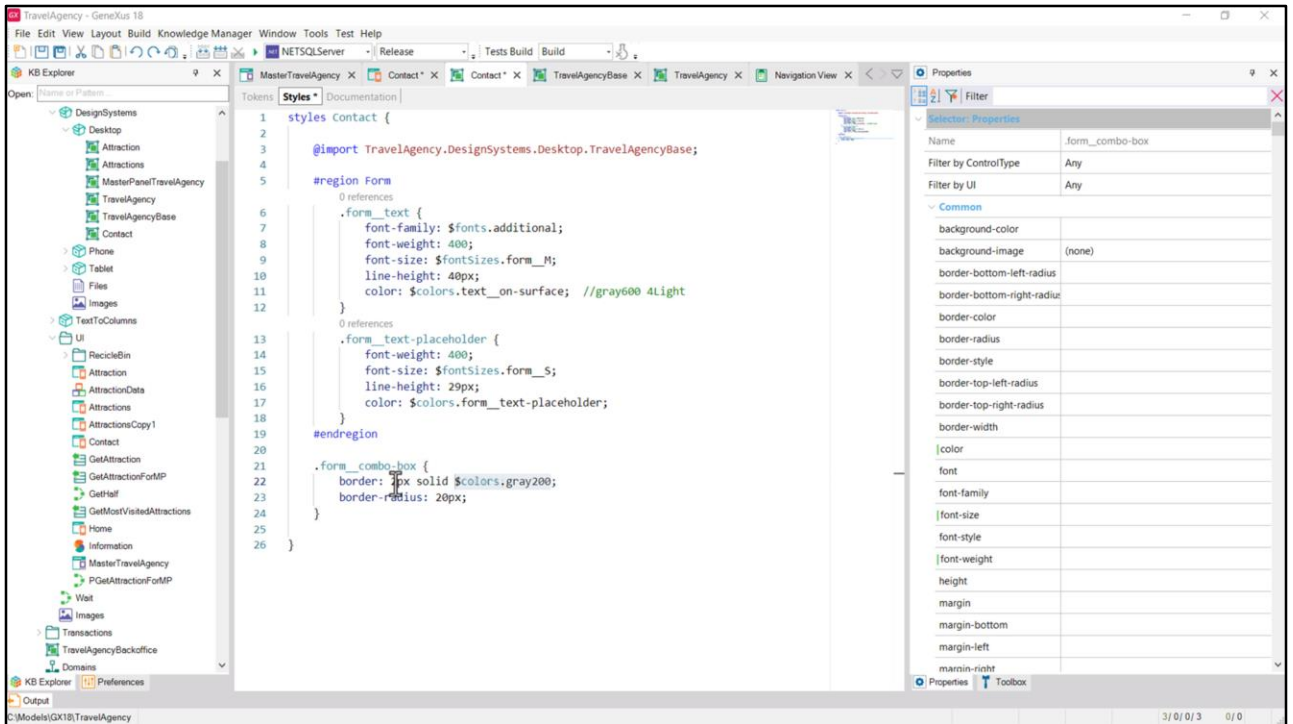 TravelAgency - GeneXus 18
File Edit View Layout Build Knowledge Manager Window Tools Test Help
NETSQLServer Release Tests Build Build
KB Explorer
Open: Name or Pattern...
DesignSystems
Desktop
Attraction
Attractions
MasterPanelTravelAgency
TravelAgency
TravelAgencyBase
Contact
Phone
Tablet
Files
Images
TextToColumns
UI
RecicleBin
Attraction
AttractionData
Attractions
AttractionsCopy1
Contact
GetAttraction
GetAttractionForMP
GetHalf
GetMostVisitedAttractions
Home
Information
MasterTravelAgency
PGetAttractionForMP
Wait
Images
Transactions
TravelAgencyBackoffice
Domains
KB Explorer Preferences
Output
C:\Models\GX18\TravelAgency
MasterTravelAgency X Contact* X Contact* X TravelAgencyBase X TravelAgency X Navigation View X
Tokens Styles * Documentation
1 styles Contact {
2
3 @import TravelAgency.DesignSystems.Desktop.TravelAgencyBase;
4
5 #region Form
0 references
6 .form__text {
7 font-family: $fonts.additional;
8 font-weight: 400;
9 font-size: $fontSizes.form__M;
10 line-height: 40px;
11 color: $colors.text__on-surface; //gray600 4Light
12 }
0 references
13 .form__text-placeholder {
14 font-weight: 400;
15 font-size: $fontSizes.form__S;
16 line-height: 29px;
17 color: $colors.form__text-placeholder;
18 }
19 #endregion
20
21 .form__combo-box {
22 border: 2px solid $colors.gray200;
23 border-radius: 20px;
24 }
25
26 }
Properties
Filter
Selector: Properties
Name .form__combo-box
Filter by ControlType Any
Filter by UI Any
Common
background-color
background-image (none)
border-bottom-left-radius
border-bottom-right-radius
border-color
border-radius
border-style
border-top-left-radius
border-top-right-radius
border-width
color
font
font-family
font-size
font-style
font-weight
height
margin
margin-bottom
margin-left
margin-right
Properties Toolbox
3/0/0/3 0/0